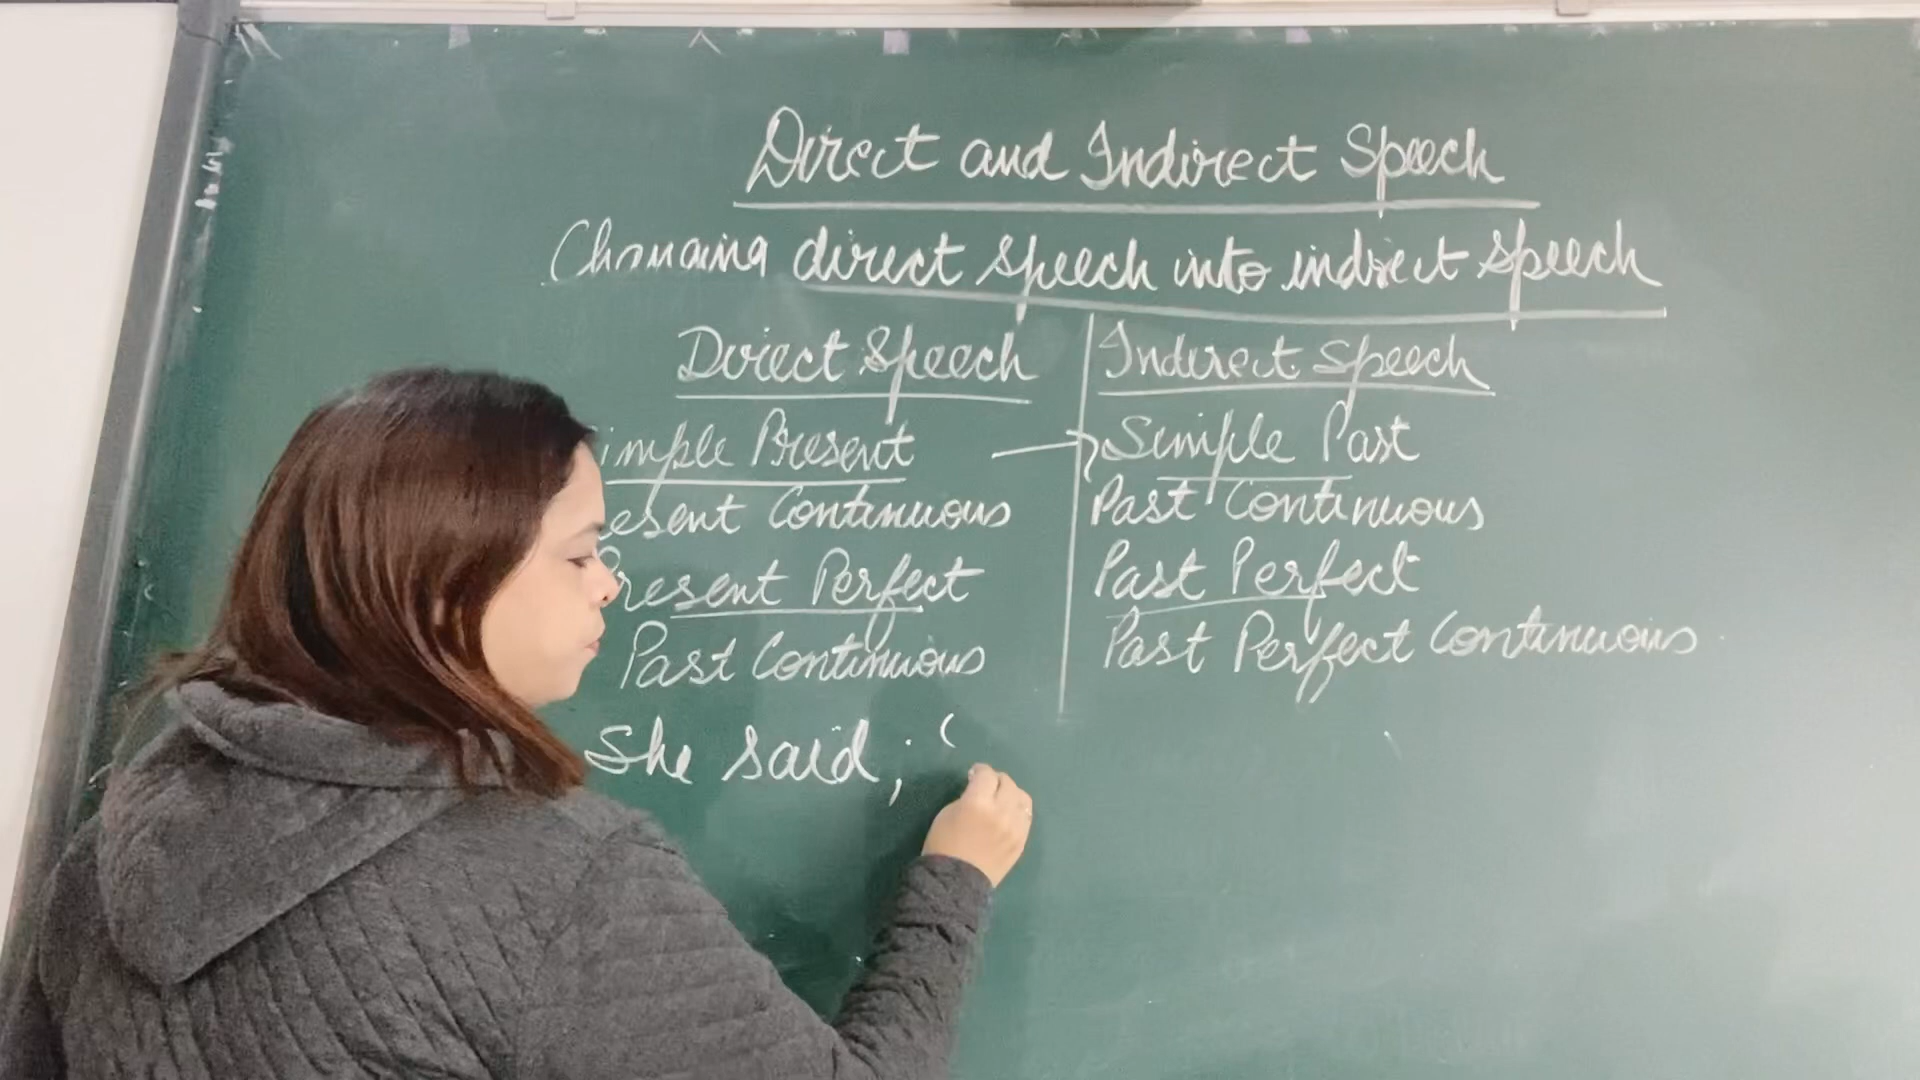 Direct and Indirect Speech
Changing direct speech into indirect speech
Direct Speech
Indirect Speech
imple Present → Simple Past
esent Continuous Past Continuous
Present Perfect Past Perfect
Past Continuous Past Perfect Continuous
She said; ‘